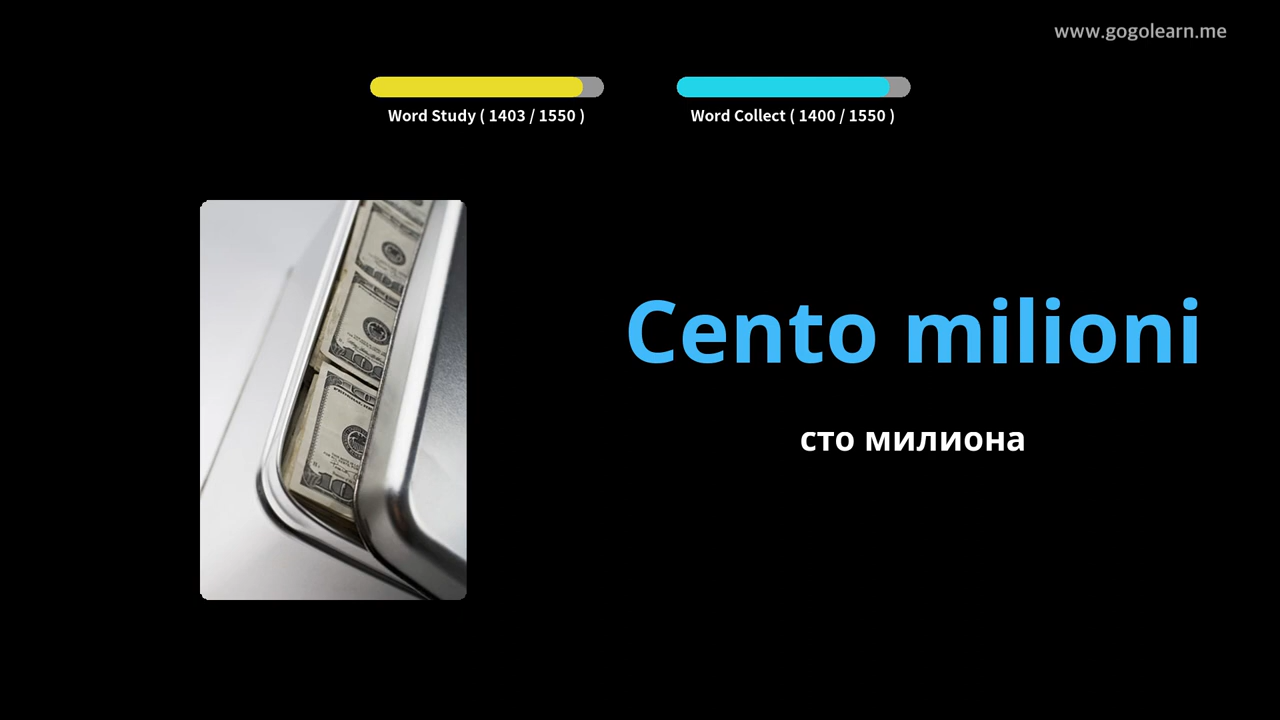 www.gogolearn.me
Word Study ( 1403 / 1550 )
Word Collect ( 1400 / 1550 )
Cento milioni
сто милиона